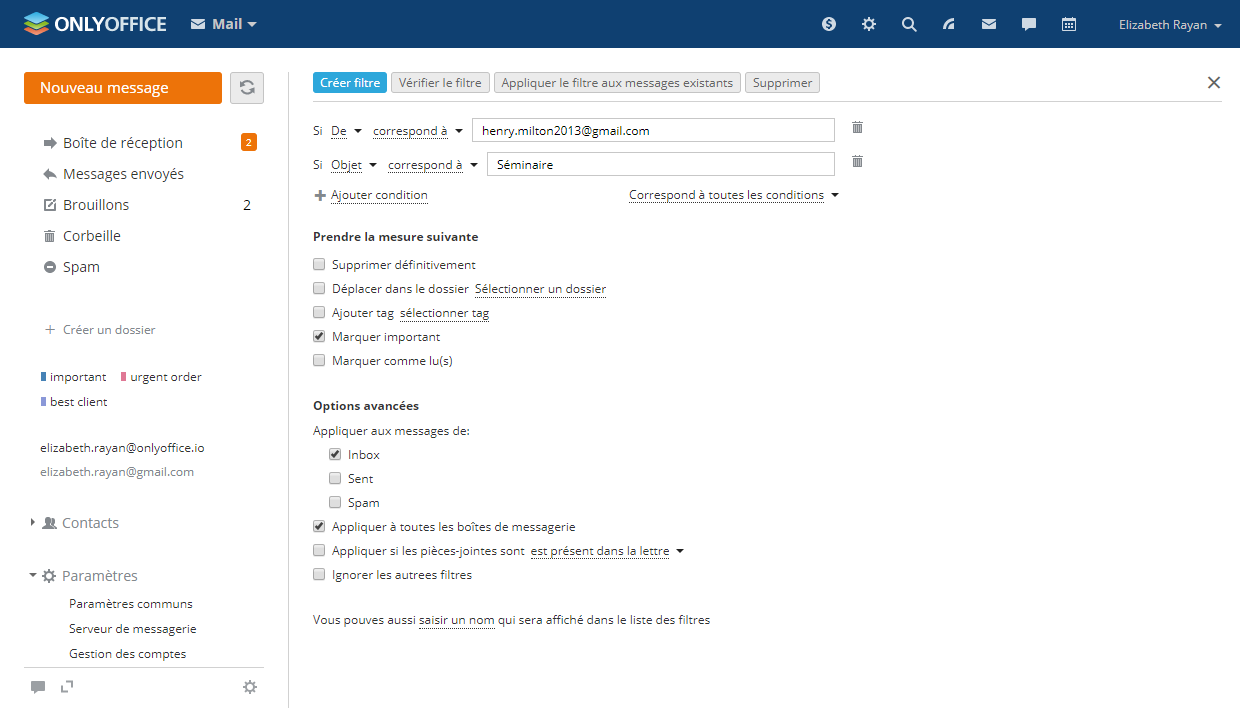 ONLYOFFICE Mail Elizabeth Rayan
Nouveau message
Boîte de réception 2
Messages envoyés
Brouillons 2
Corbeille
Spam
Créer un dossier
important urgent order
best client
elizabeth.rayan@onlyoffice.io
elizabeth.rayan@gmail.com
Contacts
Paramètres
Paramètres communs
Serveur de messagerie
Gestion des comptes
Créer filtre Vérifier le filtre Appliquer le filtre aux messages existants Supprimer
Si De correspond à henry.milton2013@gmail.com
Si Objet correspond à Séminaire
Ajouter condition Correspond à toutes les conditions
Prendre la mesure suivante
Supprimer définitivement
Déplacer dans le dossier Sélectionner un dossier
Ajouter tag sélectionner tag
Marquer important
Marquer comme lu(s)
Options avancées
Appliquer aux messages de:
Inbox
Sent
Spam
Appliquer à toutes les boîtes de messagerie
Appliquer si les pièces-jointes sont est présent dans la lettre
Ignorer les autrees filtres
Vous pouves aussi saisir un nom qui sera affiché dans le liste des filtres